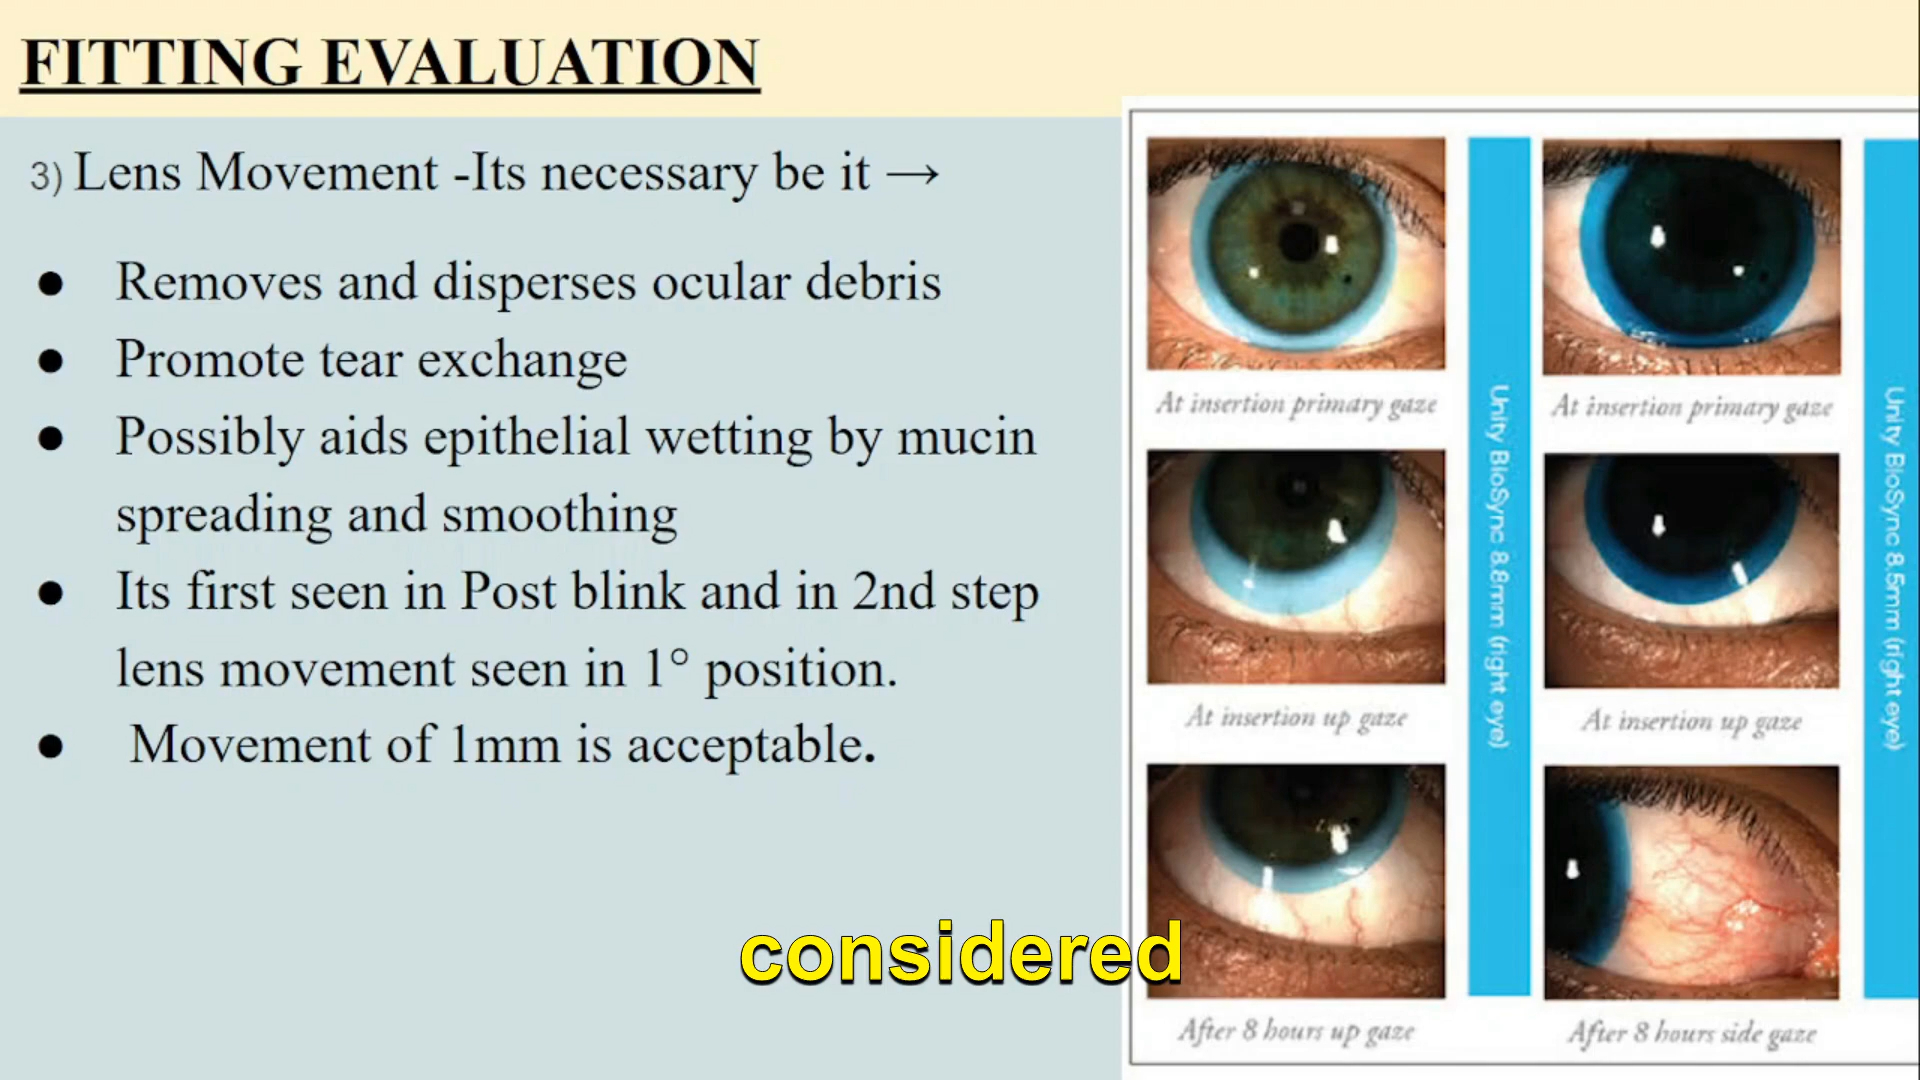 FITTING EVALUATION
3) Lens Movement -Its necessary be it →
● Removes and disperses ocular debris
● Promote tear exchange
● Possibly aids epithelial wetting by mucin
spreading and smoothing
● Its first seen in Post blink and in 2nd step
lens movement seen in 1° position.
● Movement of 1mm is acceptable.
At insertion primary gaze
At insertion up gaze
After 8 hours up gaze
Unity BioSync 8.8mm (right eye)
At insertion primary gaze
At insertion up gaze
After 8 hours side gaze
Unity BioSync 8.5mm (right eye)
considered